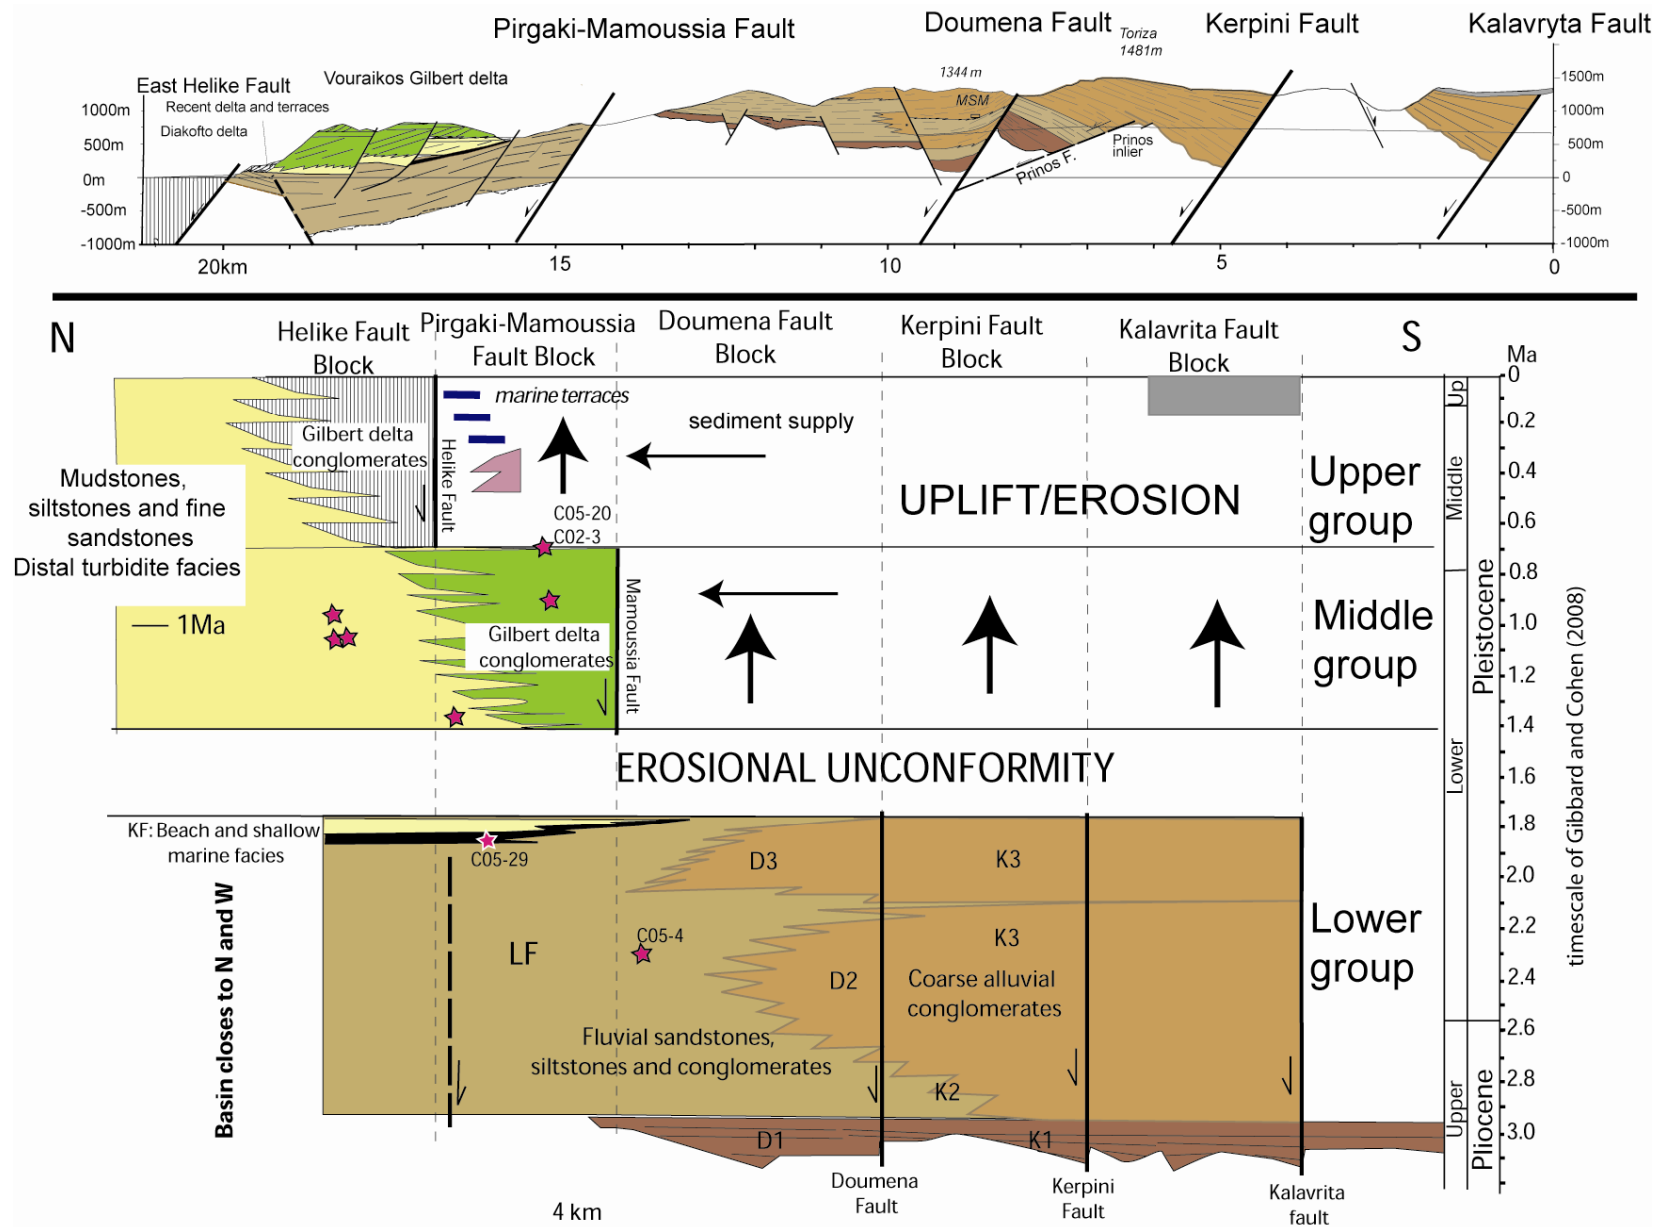 Pirgaki-Mamoussia Fault
Doumena Fault
Toriza
1481m
Kerpini Fault
Kalavryta Fault
East Helike Fault
Vouraikos Gilbert delta
Recent delta and terraces
Diakofto delta
1344 m
MSM
Prinos F.
Prinos
inlier
1000m
500m
0m
-500m
-1000m
1500m
1000m
500m
0
-500m
-1000m
20km
15
10
5
0
N
Helike Fault
Block
Pirgaki-Mamoussia
Fault Block
Doumena Fault
Block
Kerpini Fault
Block
Kalavrita Fault
Block
S
Ma
0
0.2
0.4
0.6
0.8
1.0
1.2
1.4
1.6
1.8
2.0
2.2
2.4
2.6
2.8
3.0
Up
Middle
Lower
Upper
Pleistocene
Pliocene
timescale of Gibbard and Cohen (2008)
marine terraces
sediment supply
Gilbert delta
conglomerates
Helike Fault
Mudstones,
siltstones and fine
sandstones
Distal turbidite facies
C05-20
C02-3
UPLIFT/EROSION
Upper
group
1Ma
Gilbert delta
conglomerates
Mamoussia Fault
Middle
group
EROSIONAL UNCONFORMITY
KF: Beach and shallow
marine facies
C05-29
D3
K3
C05-4
LF
K3
D2
Coarse alluvial
conglomerates
Lower
group
Fluvial sandstones,
siltstones and conglomerates
K2
D1
K1
Basin closes to N and W
4 km
Doumena
Fault
Kerpini
Fault
Kalavrita
fault